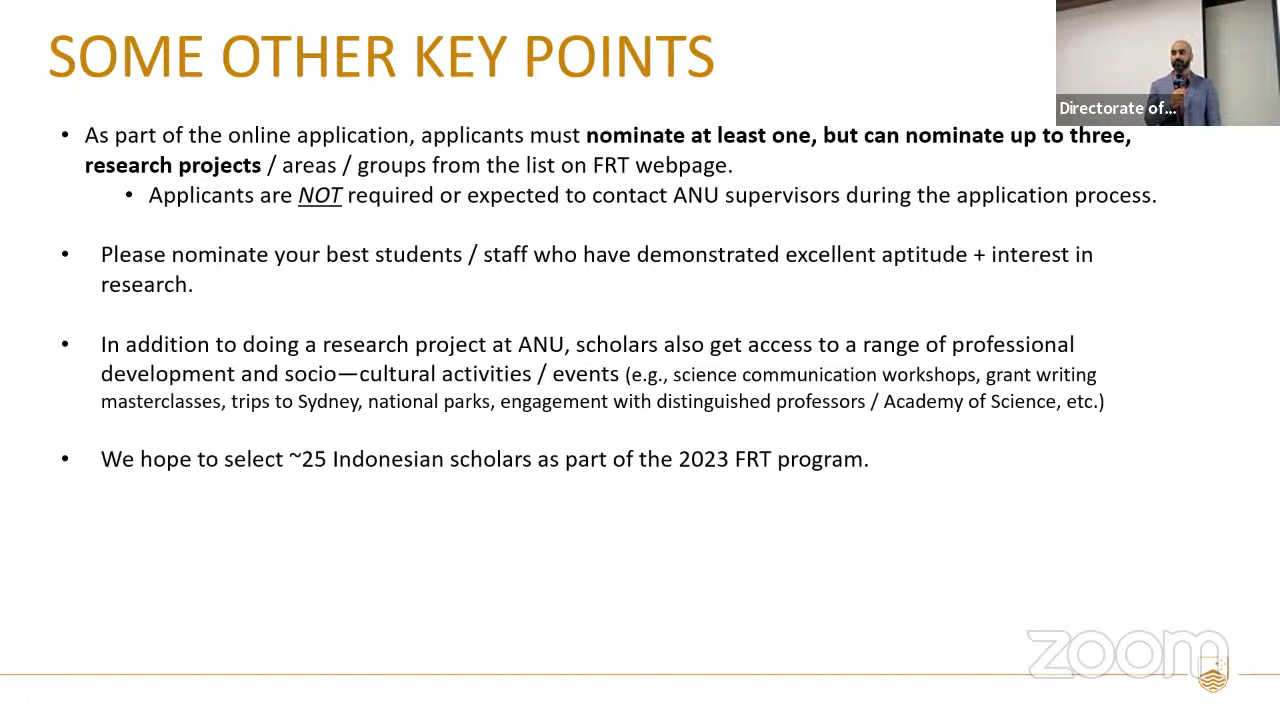 SOME OTHER KEY POINTS
Directorate of...
• As part of the online application, applicants must nominate at least one, but can nominate up to three,
research projects / areas / groups from the list on FRT webpage.
• Applicants are NOT required or expected to contact ANU supervisors during the application process.
• Please nominate your best students / staff who have demonstrated excellent aptitude + interest in
research.
• In addition to doing a research project at ANU, scholars also get access to a range of professional
development and socio—cultural activities / events (e.g., science communication workshops, grant writing
masterclasses, trips to Sydney, national parks, engagement with distinguished professors / Academy of Science, etc.)
• We hope to select ~25 Indonesian scholars as part of the 2023 FRT program.
zoom